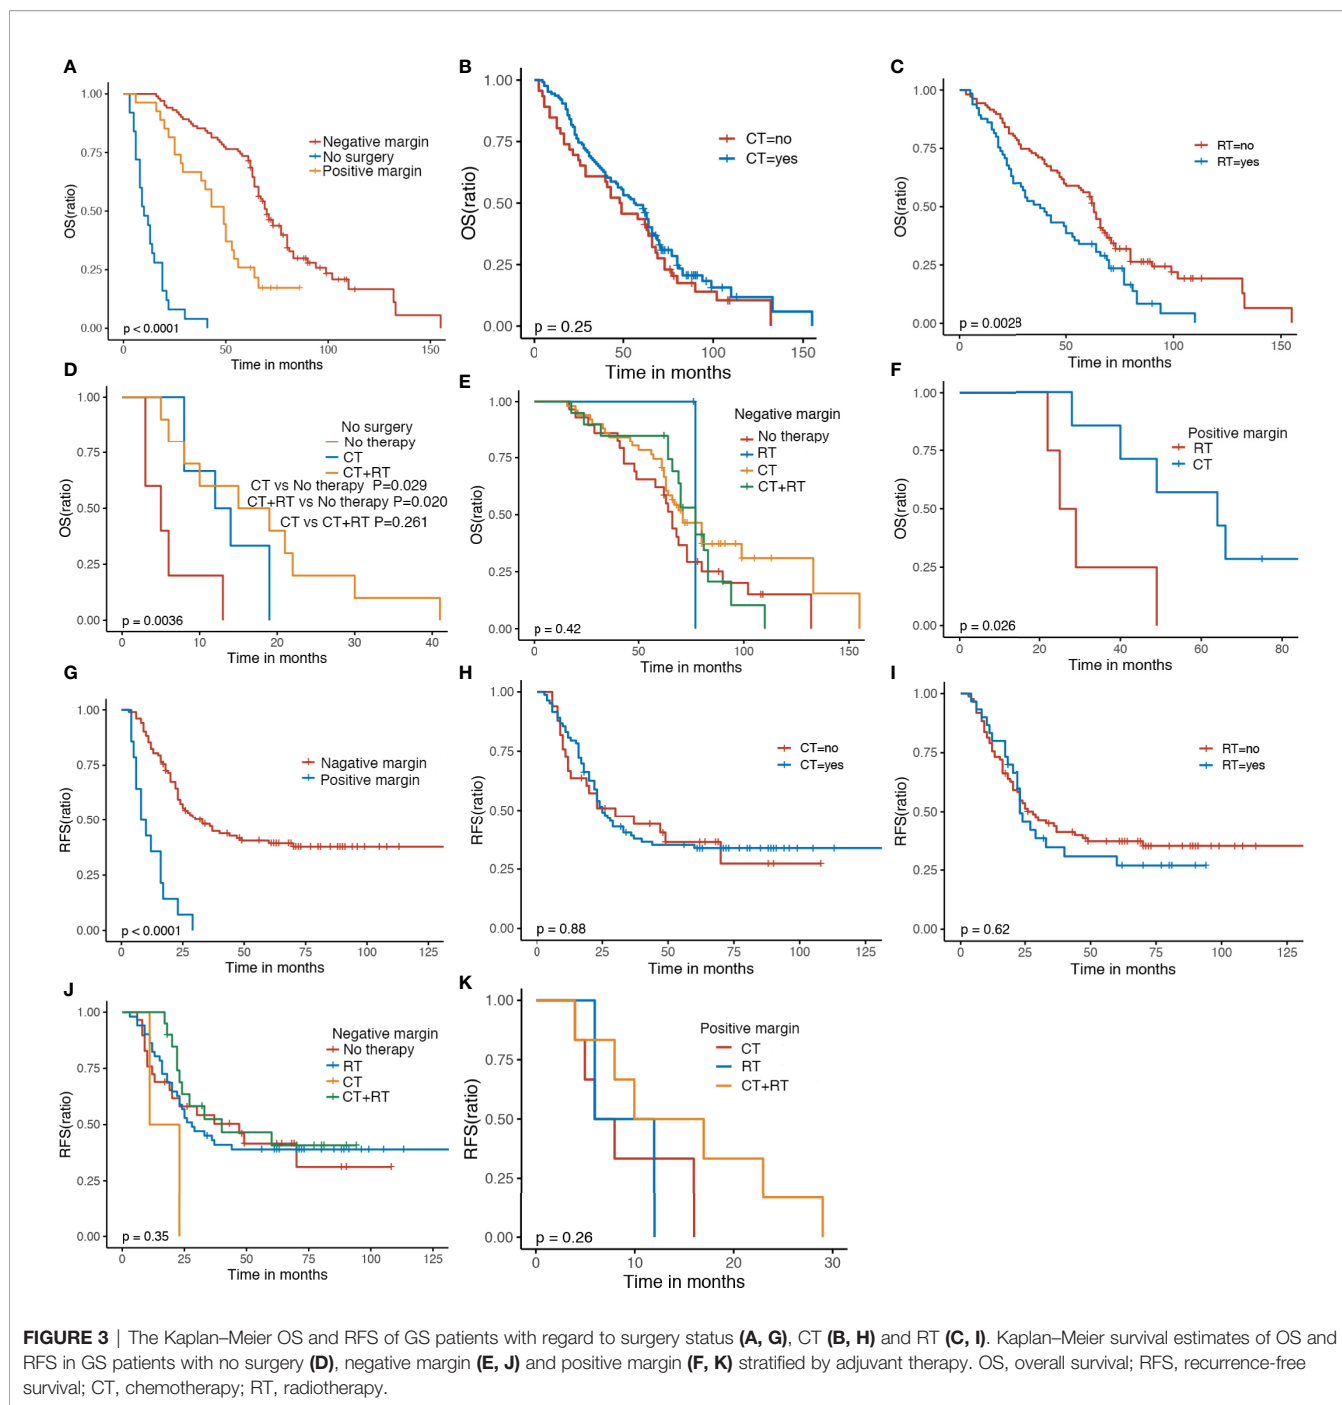 A
1.00
0.75
0.50
0.25
0.00
OS(ratio)
Negative margin
No surgery
Positive margin
p < 0.0001
0 50 100 150
Time in months
B
1.00
0.75
0.50
0.25
0.00
OS(ratio)
CT=no
CT=yes
p = 0.25
0 50 100 150
Time in months
C
1.00
0.75
0.50
0.25
0.00
OS(ratio)
RT=no
RT=yes
p = 0.0028
0 50 100 150
Time in months
D
1.00
0.75
0.50
0.25
0.00
OS(ratio)
No surgery
No therapy
CT
CT+RT
CT vs No therapy P=0.029
CT+RT vs No therapy P=0.020
CT vs CT+RT P=0.261
p = 0.0036
0 10 20 30 40
Time in months
E
1.00
0.75
0.50
0.25
0.00
OS(ratio)
Negative margin
No therapy
RT
CT
CT+RT
p = 0.42
0 50 100 150
Time in months
F
1.00
0.75
0.50
0.25
0.00
OS(ratio)
Positive margin
RT
CT
p = 0.026
0 20 40 60 80
Time in months
G
1.00
0.75
0.50
0.25
0.00
RFS(ratio)
Nagative margin
Positive margin
p < 0.0001
0 25 50 75 100 125
Time in months
H
1.00
0.75
0.50
0.25
0.00
RFS(ratio)
CT=no
CT=yes
p = 0.88
0 25 50 75 100 125
Time in months
I
1.00
0.75
0.50
0.25
0.00
RFS(ratio)
RT=no
RT=yes
p = 0.62
0 25 50 75 100 125
Time in months
J
1.00
0.75
0.50
0.25
0.00
RFS(ratio)
Negative margin
No therapy
RT
CT
CT+RT
p = 0.35
0 25 50 75 100 125
Time in months
K
1.00
0.75
0.50
0.25
0.00
RFS(ratio)
Positive margin
CT
RT
CT+RT
p = 0.26
0 10 20 30
Time in months
FIGURE 3 | The Kaplan–Meier OS and RFS of GS patients with regard to surgery status (A, G), CT (B, H) and RT (C, I). Kaplan–Meier survival estimates of OS and
RFS in GS patients with no surgery (D), negative margin (E, J) and positive margin (F, K) stratified by adjuvant therapy. OS, overall survival; RFS, recurrence-free
survival; CT, chemotherapy; RT, radiotherapy.